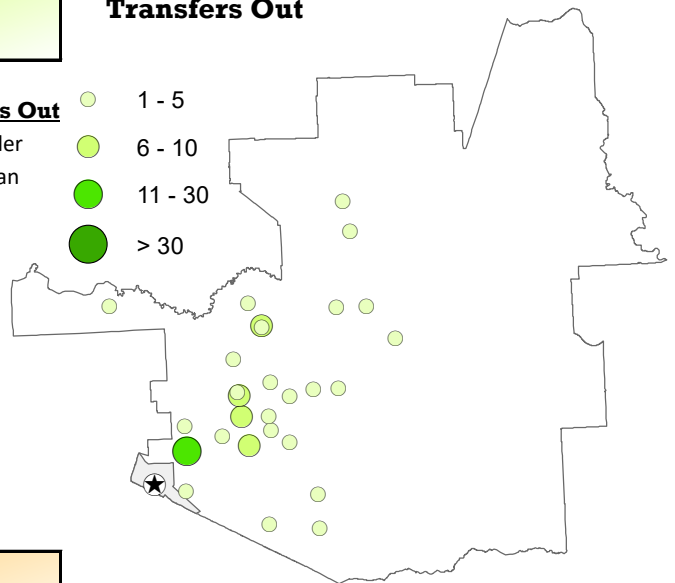 Transfers Out
s Out
ler
an
1 - 5
6 - 10
11 - 30
> 30